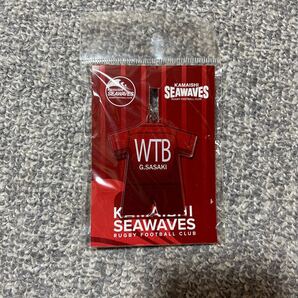 SEAWAVES
KAMAISHI
SEAWAVES
RUGBY FOOTBALL CLUB
WTB
G.SASAKI
KAMAISHI
SEAWAVES
RUGBY FOOTBALL CLUB